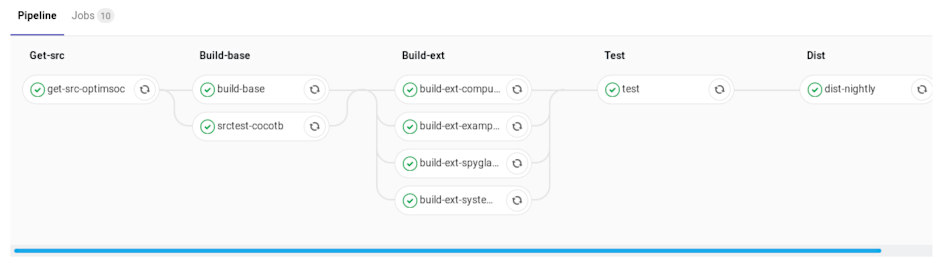 Pipeline Jobs 10
Get-src Build-base Build-ext Test Dist
get-src-optimsoc build-base build-ext-compu... test dist-nightly
srctest-cocotb build-ext-examp...
build-ext-spygla...
build-ext-syste...